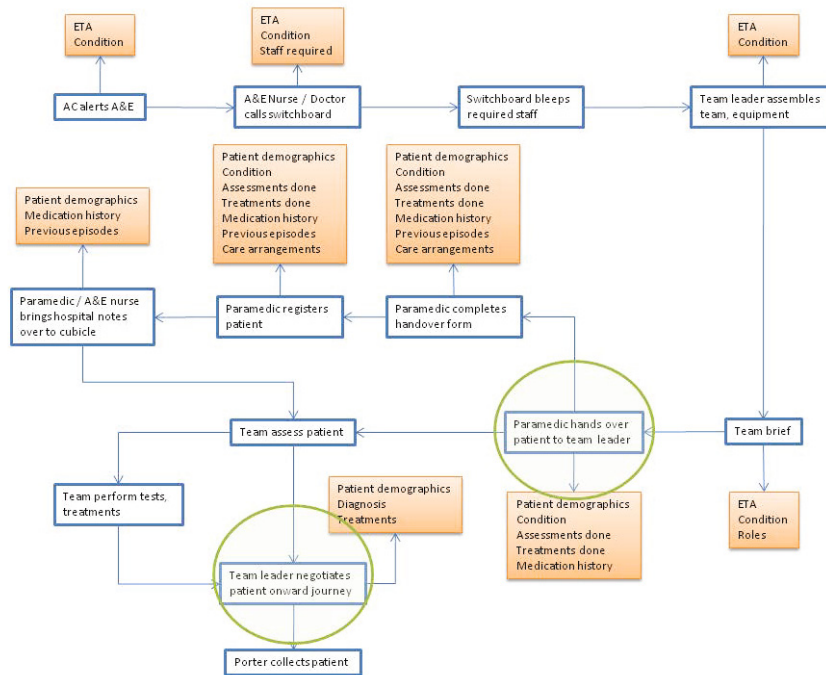 ETA
Condition
ETA
Condition
Staff required
ETA
Condition
AC alerts A&E
A&E Nurse / Doctor
calls switchboard
Switchboard bleeps
required staff
Team leader assembles
team, equipment
Patient demographics
Medication history
Previous episodes
Patient demographics
Condition
Assessments done
Treatments done
Medication history
Previous episodes
Care arrangements
Patient demographics
Condition
Assessments done
Treatments done
Medication history
Previous episodes
Care arrangements
Paramedic / A&E nurse
brings hospital notes
over to cubicle
Paramedic registers
patient
Paramedic completes
handover form
Team assess patient
Paramedic hands over
patient to team leader
Team brief
Team perform tests,
treatments
Patient demographics
Diagnosis
Treatments
Patient demographics
Condition
Assessments done
Treatments done
Medication history
ETA
Condition
Roles
Team leader negotiates
patient onward journey
Porter collects patient